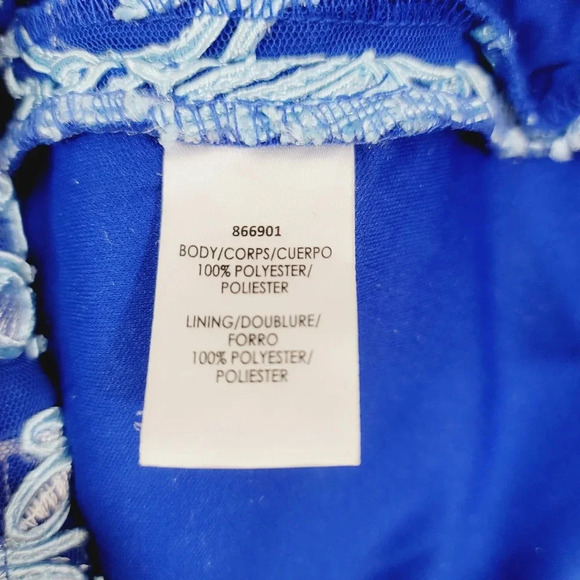 866901
BODY/CORPS/CUERPO
100% POLYESTER/
POLIESTER
LINING/DOUBLURE/
FORRO
100% POLYESTER/
POLIESTER